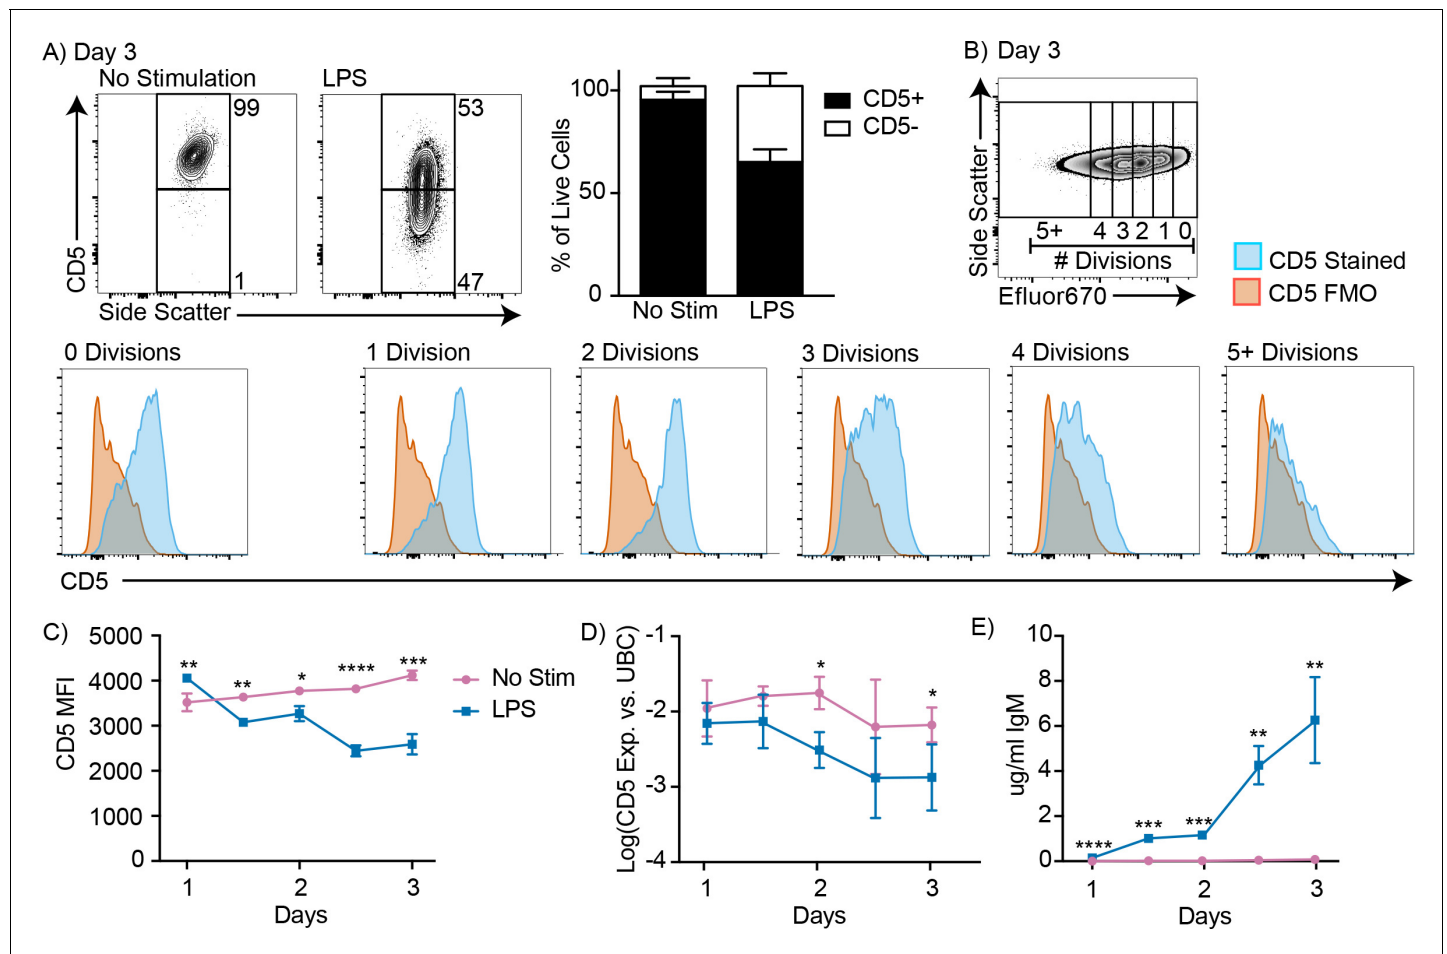 A) Day 3
No Stimulation
LPS
99
1
53
47
CD5
Side Scatter
% of Live Cells
100
50
0
No Stim
LPS
CD5+
CD5-
B) Day 3
Side Scatter
5+ 4 3 2 1 0
# Divisions
Efluor670
CD5 Stained
CD5 FMO
0 Divisions
1 Division
2 Divisions
3 Divisions
4 Divisions
5+ Divisions
CD5
C)
CD5 MFI
5000
4000
3000
2000
1000
0
** ** * **** ***
1 2 3
Days
No Stim
LPS
D)
Log(CD5 Exp. vs. UBC)
-1
-2
-3
-4
* *
1 2 3
Days
E)
ug/ml IgM
10
8
6
4
2
0
**** *** *** ** **
1 2 3
Days